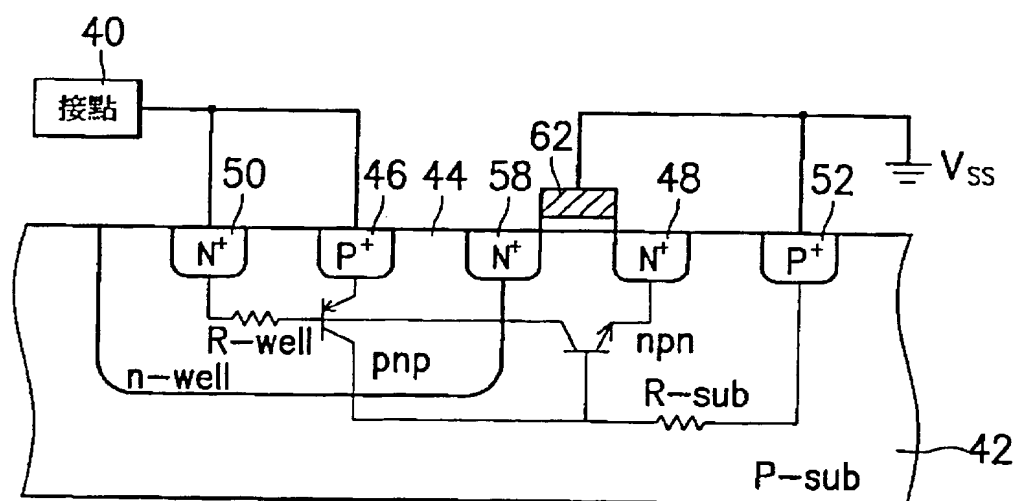 40
接點
62
50
46
44
58
48
52
V_SS
N+
P+
N+
N+
P+
R-well
pnp
npn
n-well
R-sub
42
P-sub